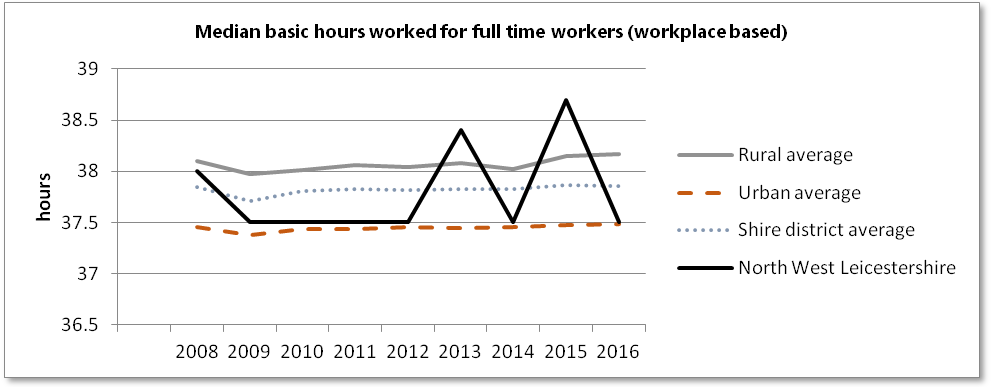 Median basic hours worked for full time workers (workplace based)
hours
39
38.5
38
37.5
37
36.5
2008 2009 2010 2011 2012 2013 2014 2015 2016
Rural average
Urban average
Shire district average
North West Leicestershire